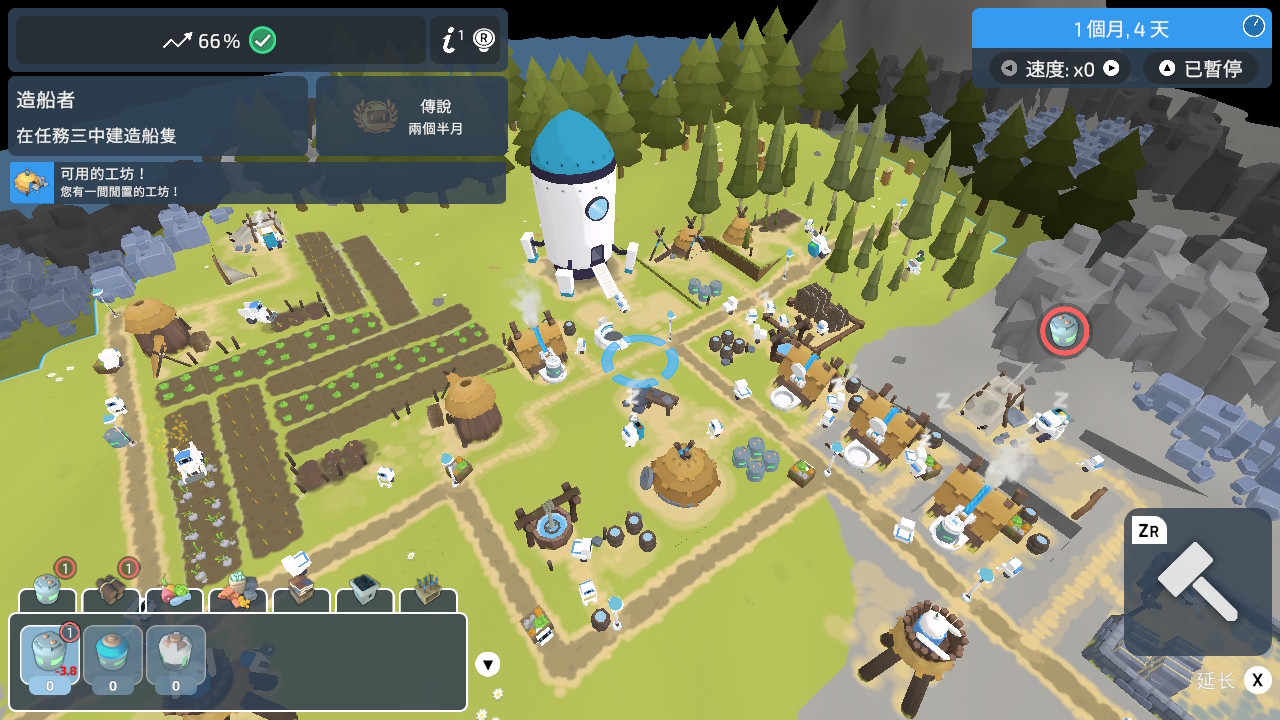 66%
i 1 R
1個月, 4 天
速度: x0
已暫停
造船者
在任務三中建造船隻
傳說
兩個半月
可用的工坊！
您有一間閒置的工坊！
z
z z
z
z
1
1
1
-3.8
0
0
0
ZR
延长 X